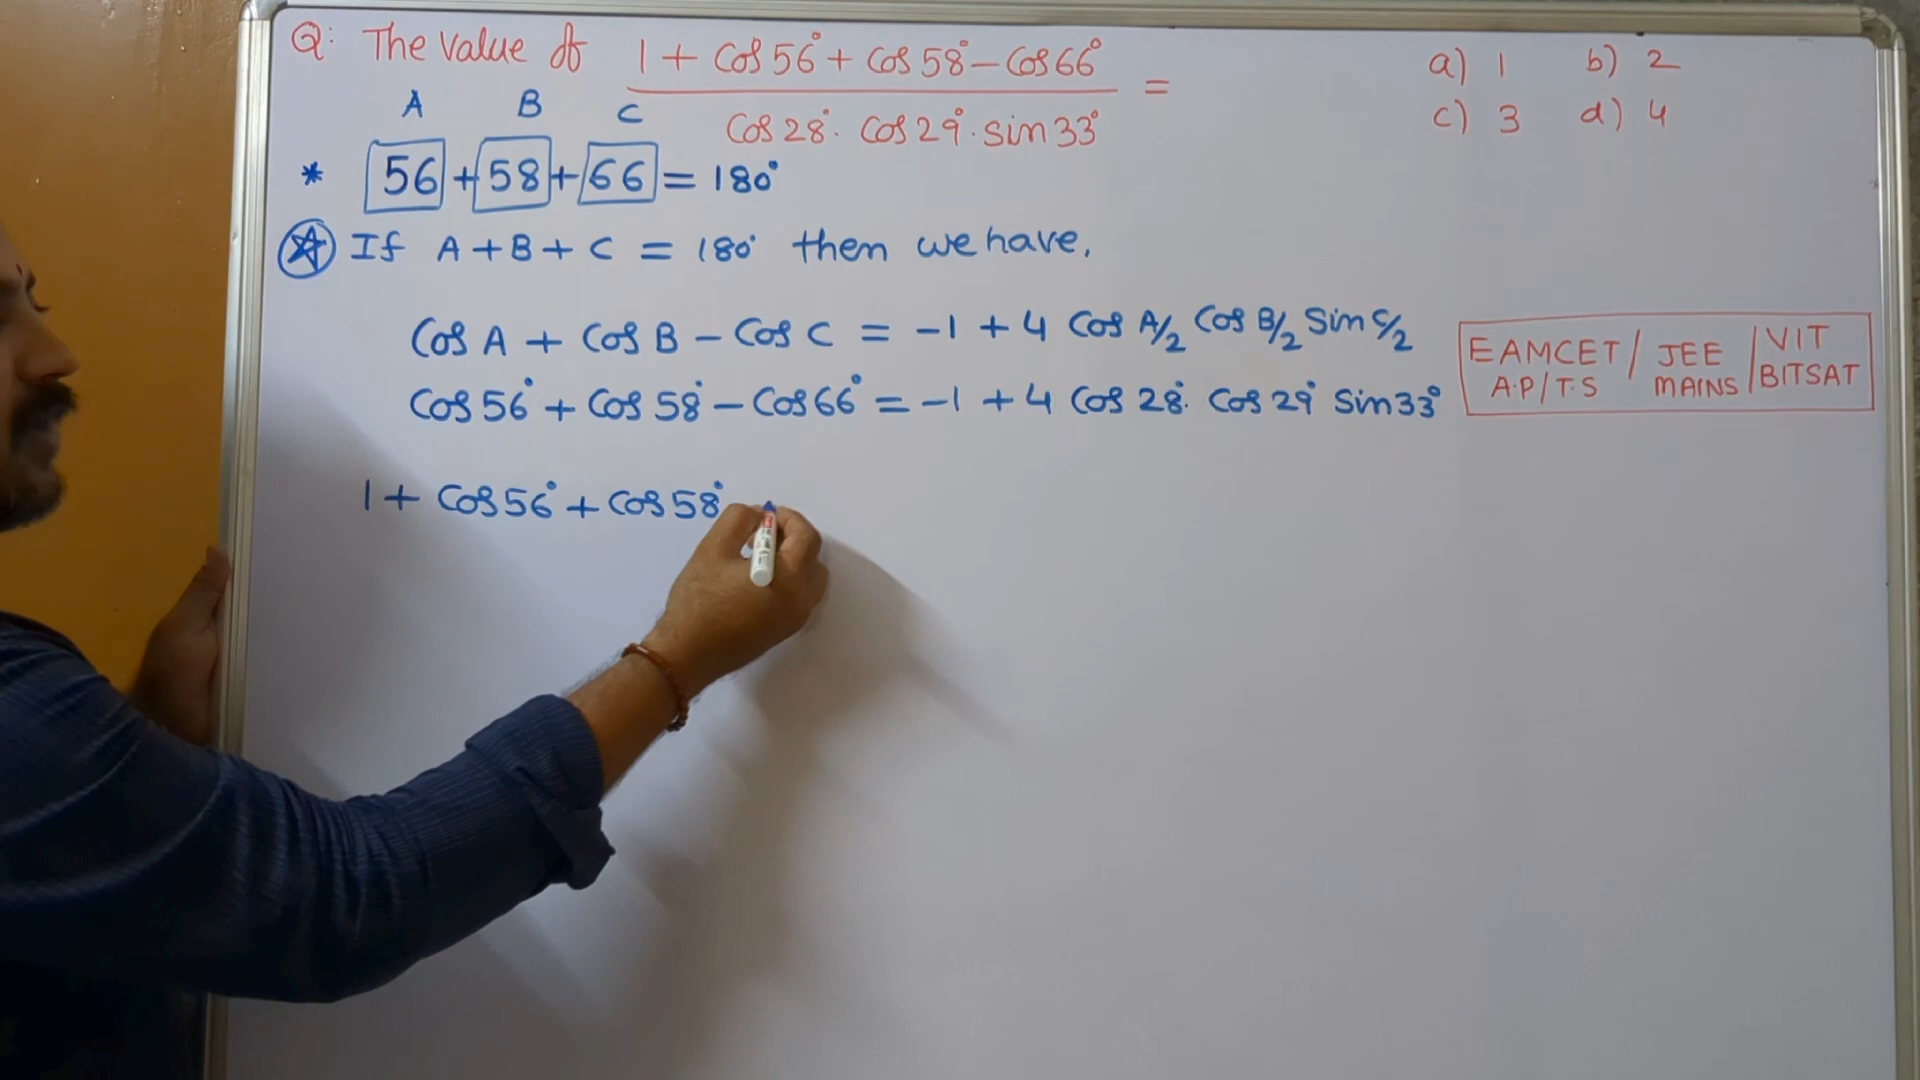 Q: The value of (1 + Cos 56° + Cos 58° − Cos 66°) / (Cos 28°. Cos 29°. sin 33°) =
a) 1 b) 2
c) 3 d) 4
A B C
* 56 + 58 + 66 = 180°
☆ If A + B + C = 180° then we have,
Cos A + Cos B − Cos C = −1 + 4 Cos A/2 Cos B/2 Sin C/2
Cos 56° + Cos 58° − Cos 66° = −1 + 4 Cos 28°. Cos 29° Sin 33°
EAMCET / JEE / VIT
A.P / T.S MAINS BITSAT
1 + Cos 56° + Cos 58°